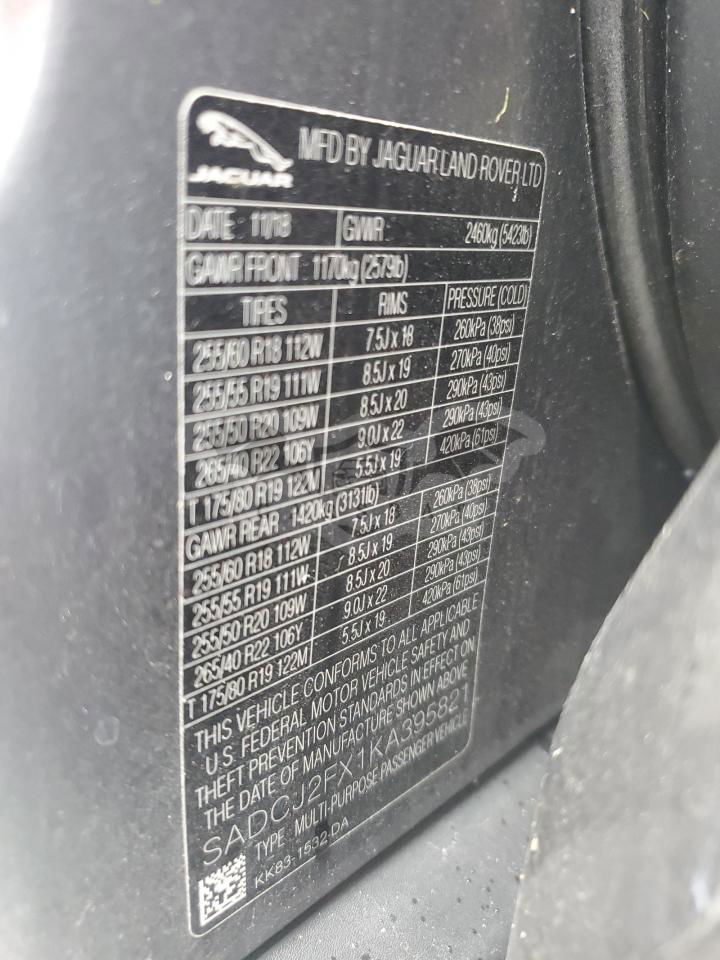 JAGUAR
MFD BY JAGUAR LAND ROVER LTD
DATE : 11/18 GVWR : 2460kg (5423lb)
GAWR FRONT : 1170kg (2579lb)
TIRES RIMS PRESSURE (COLD)
255/60 R18 112W 7.5J x 18 260kPa (38psi)
255/55 R19 111W 8.5J x 19 270kPa (40psi)
255/50 R20 109W 8.5J x 20 290kPa (43psi)
265/40 R22 106Y 9.0J x 22 290kPa (43psi)
T 175/80 R19 122M 5.5J x 19 420kPa (61psi)
GAWR REAR : 1420kg (3131lb)
255/60 R18 112W 7.5J x 18 260kPa (38psi)
255/55 R19 111W 8.5J x 19 270kPa (40psi)
255/50 R20 109W 8.5J x 20 290kPa (43psi)
265/40 R22 106Y 9.0J x 22 290kPa (43psi)
T 175/80 R19 122M 5.5J x 19 420kPa (61psi)
THIS VEHICLE CONFORMS TO ALL APPLICABLE
U.S. FEDERAL MOTOR VEHICLE SAFETY AND
THEFT PREVENTION STANDARDS IN EFFECT ON
THE DATE OF MANUFACTURE SHOWN ABOVE
SADCJ2FX1KA395821
TYPE : MULTI-PURPOSE PASSENGER VEHICLE
KK83-1532-DA